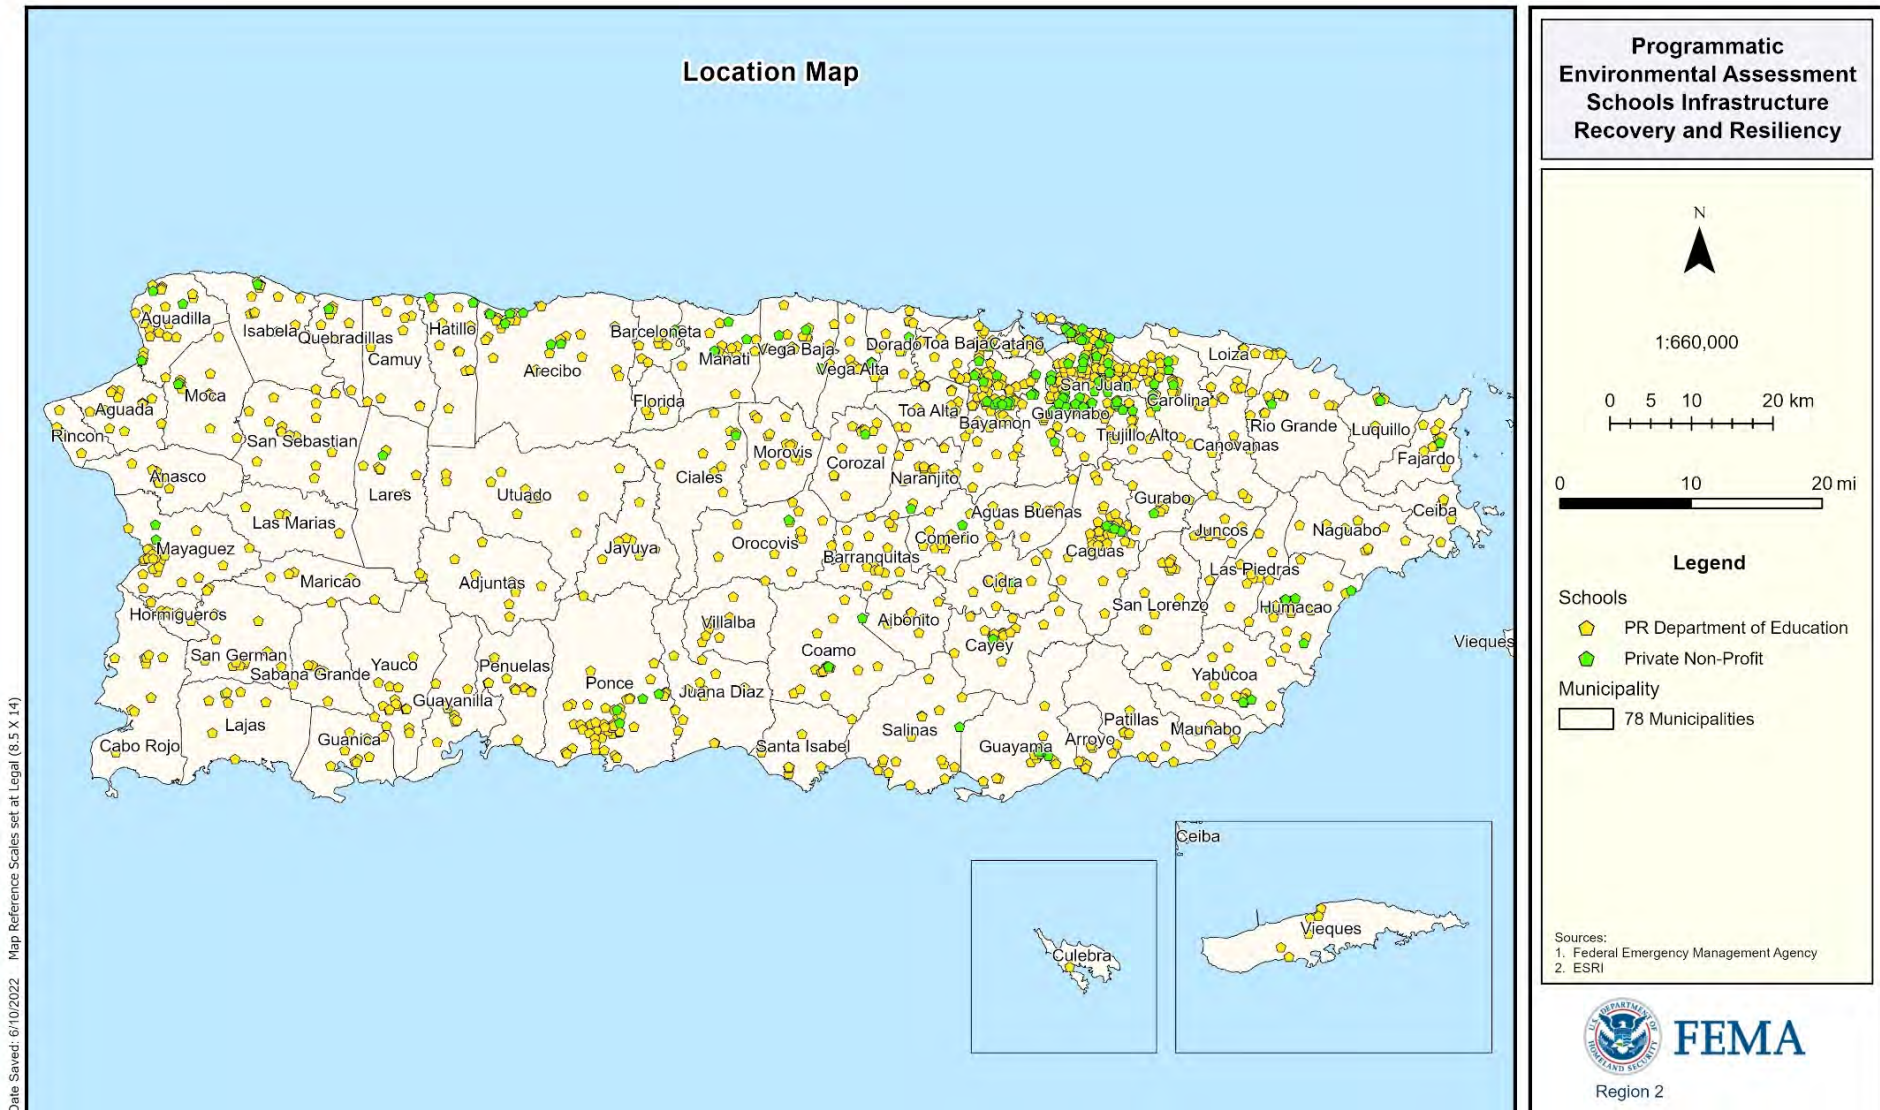 Location Map
Aguadilla
Isabela
Quebradillas
Camuy
Hatillo
Arecibo
Barceloneta
Manati
Vega Baja
Vega Alta
Dorado
Toa Baja
Catano
San Juan
Loiza
Carolina
Moca
Aguada
Rincon
San Sebastian
Florida
Toa Alta
Bayamon
Guaynabo
Trujillo Alto
Canovanas
Rio Grande
Luquillo
Fajardo
Anasco
Lares
Utuado
Ciales
Morovis
Corozal
Naranjito
Las Marias
Aguas Buenas
Gurabo
Ceiba
Mayaguez
Jayuya
Orocovis
Barranquitas
Comerio
Caguas
Juncos
Naguabo
Maricao
Adjuntas
Cidra
Las Piedras
Hormigueros
Villalba
Aibonito
San Lorenzo
Humacao
Vieques
San German
Sabana Grande
Yauco
Penuelas
Coamo
Cayey
Yabucoa
Ponce
Juana Diaz
Guayanilla
Lajas
Guanica
Cabo Rojo
Santa Isabel
Salinas
Guayama
Arroyo
Patillas
Maunabo
Ceiba
Culebra
Vieques
Date Saved: 6/10/2022 Map Reference Scales set at Legal (8.5 X 14)
Programmatic
Environmental Assessment
Schools Infrastructure
Recovery and Resiliency
N
1:660,000
0 5 10 20 km
0 10 20 mi
Legend
Schools
PR Department of Education
Private Non-Profit
Municipality
78 Municipalities
Sources:
1. Federal Emergency Management Agency
2. ESRI
U.S. DEPARTMENT OF
HOMELAND SECURITY
FEMA
Region 2